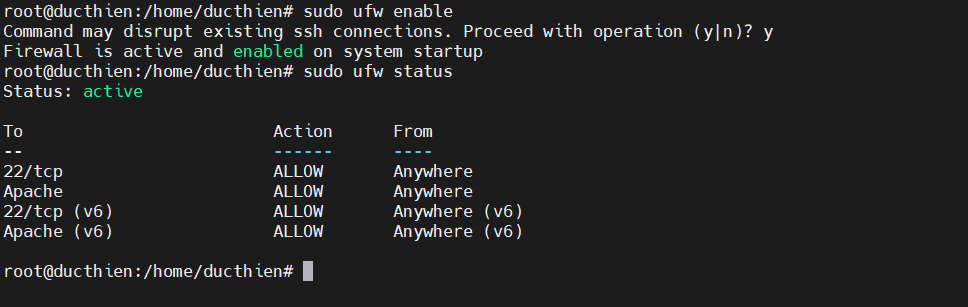 root@ducthien:/home/ducthien# sudo ufw enable
Command may disrupt existing ssh connections. Proceed with operation (y|n)? y
Firewall is active and enabled on system startup
root@ducthien:/home/ducthien# sudo ufw status
Status: active
To                         Action      From
--                         ------      ----
22/tcp                     ALLOW       Anywhere
Apache                     ALLOW       Anywhere
22/tcp (v6)                ALLOW       Anywhere (v6)
Apache (v6)                ALLOW       Anywhere (v6)
root@ducthien:/home/ducthien#